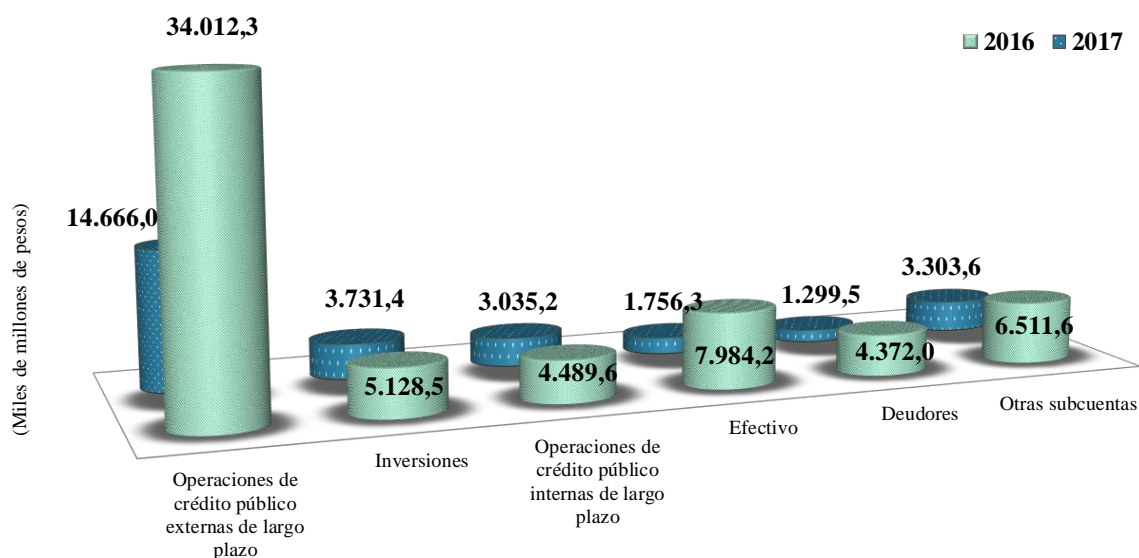 34.012,3
2016 2017
14.666,0
3.731,4
3.035,2
1.756,3
1.299,5
3.303,6
5.128,5
4.489,6
7.984,2
4.372,0
6.511,6
(Miles de millones de pesos)
Operaciones de
crédito público
externas de largo
plazo
Inversiones
Operaciones de
crédito público
internas de largo
plazo
Efectivo
Deudores
Otras subcuentas